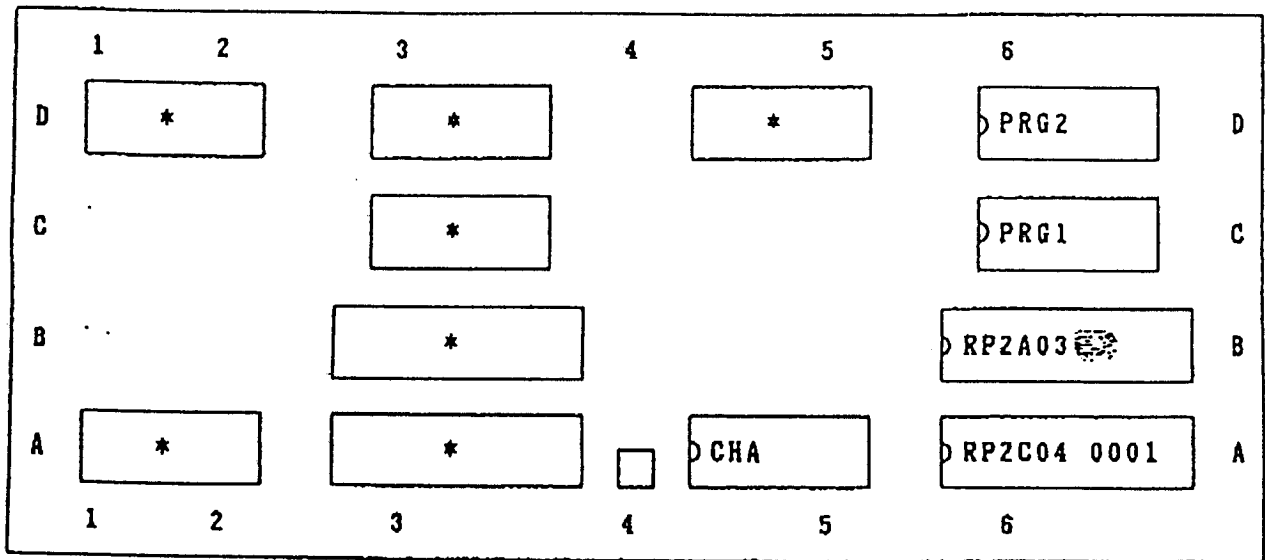 1 2 3 4 5 6
D * * * PRG2 D
C * PRG1 C
B * RP2A03 B
A * * CHA RP2C04 0001 A
1 2 3 4 5 6